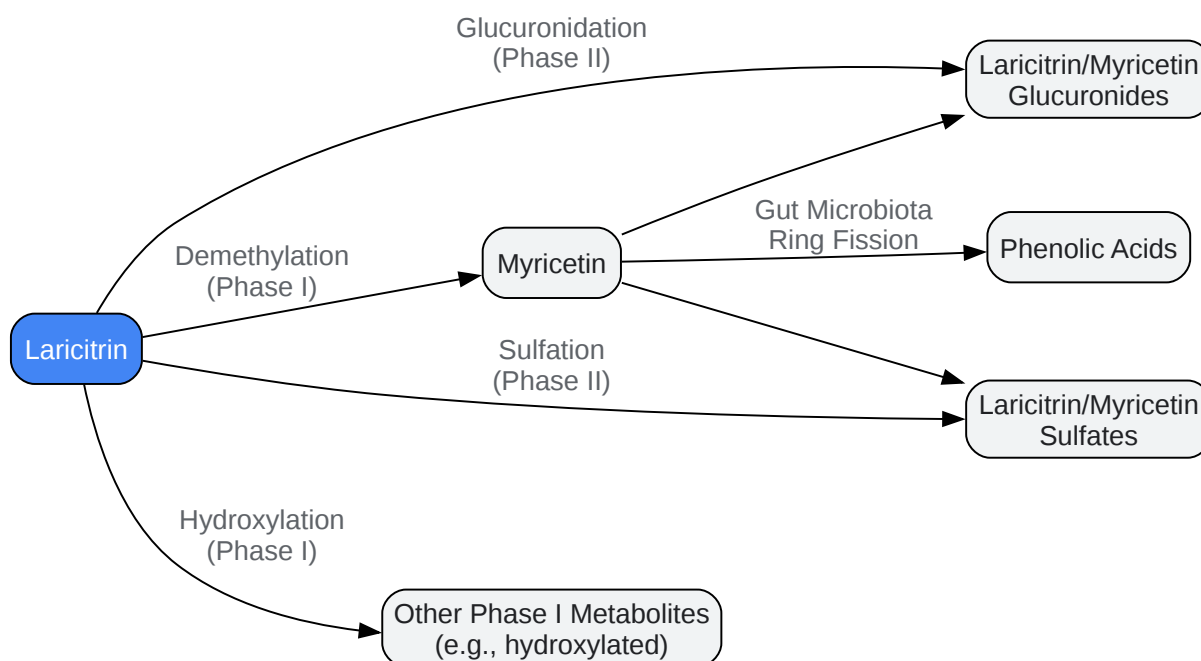 Glucuronidation
(Phase II)
Laricitrin/Myricetin
Glucuronides
Gut Microbiota
Ring Fission
Phenolic Acids
Demethylation
(Phase I)
Myricetin
Laricitrin
Sulfation
(Phase II)
Laricitrin/Myricetin
Sulfates
Hydroxylation
(Phase I)
Other Phase I Metabolites
(e.g., hydroxylated)